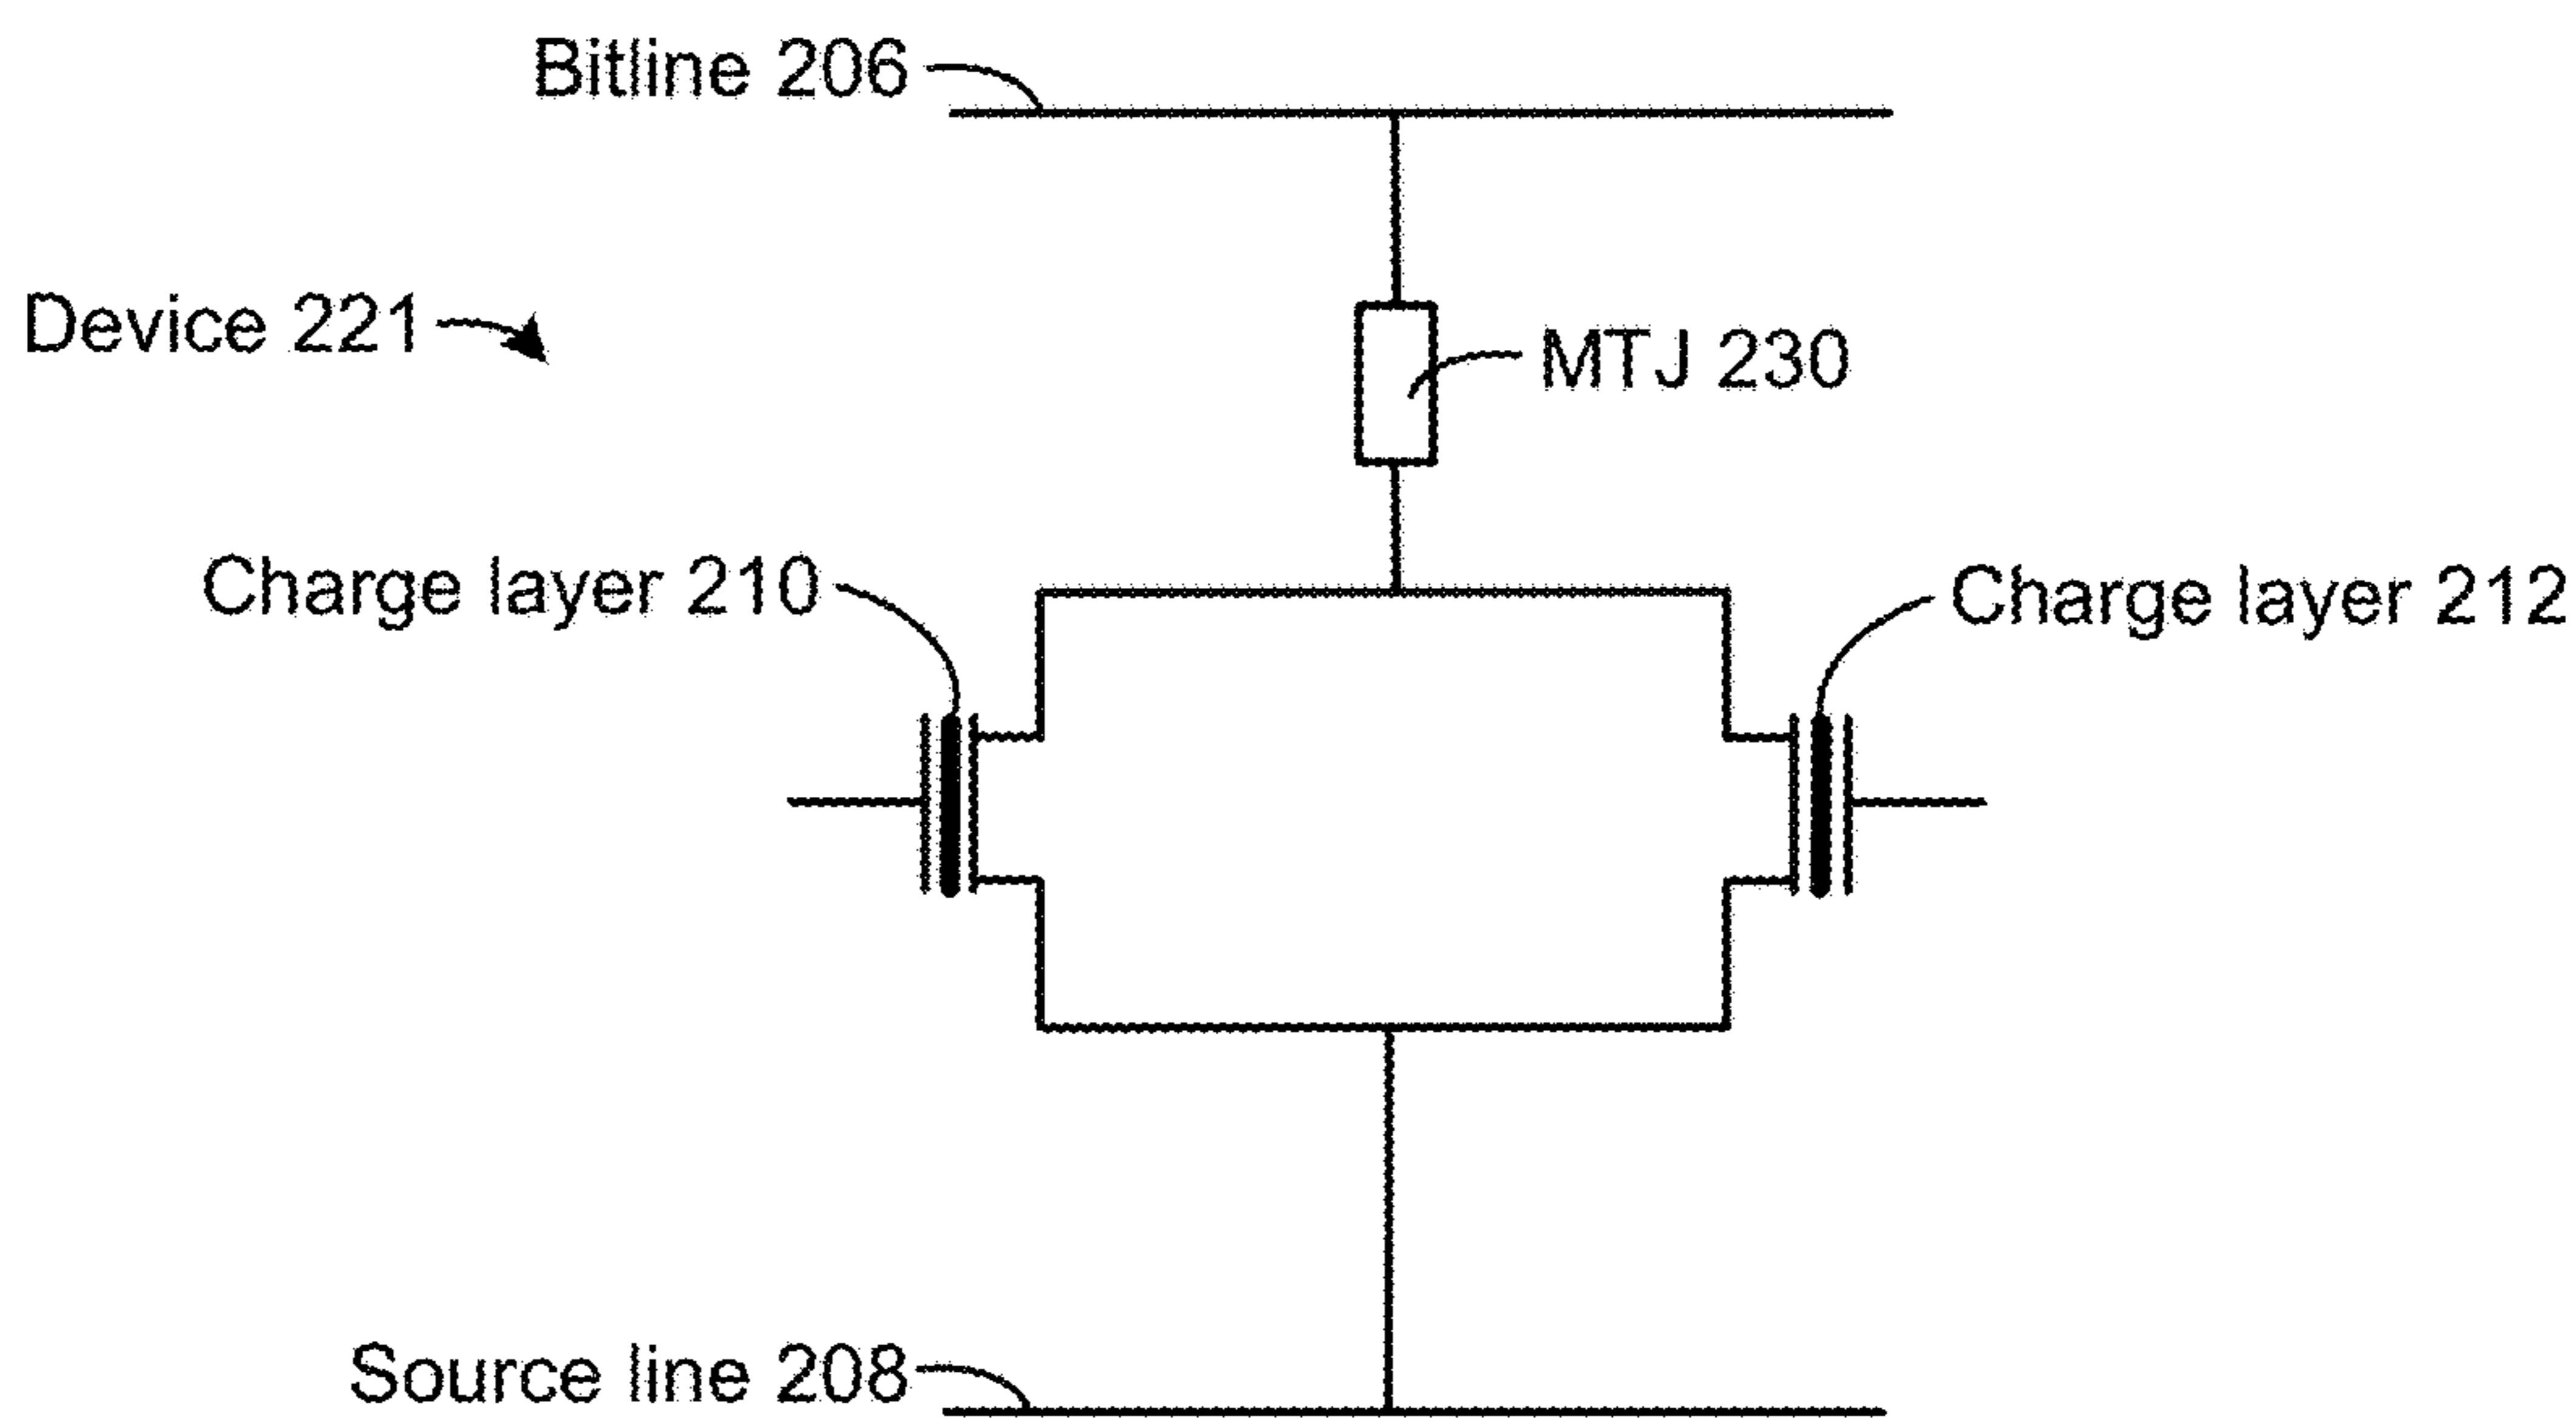 Bitline 206
Device 221
MTJ 230
Charge layer 210
Charge layer 212
Source line 208